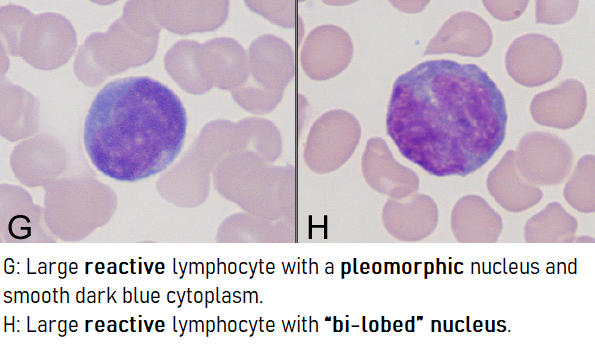 G H
G: Large reactive lymphocyte with a pleomorphic nucleus and
smooth dark blue cytoplasm.
H: Large reactive lymphocyte with “bi-lobed” nucleus.